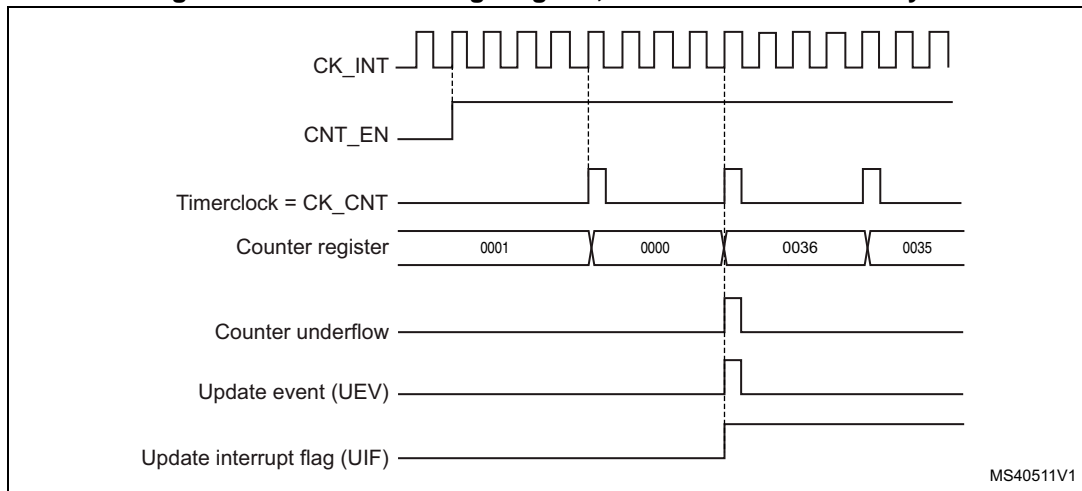 CK_INT
CNT_EN
Timerclock = CK_CNT
Counter register
0001
0000
0036
0035
Counter underflow
Update event (UEV)
Update interrupt flag (UIF)
MS40511V1